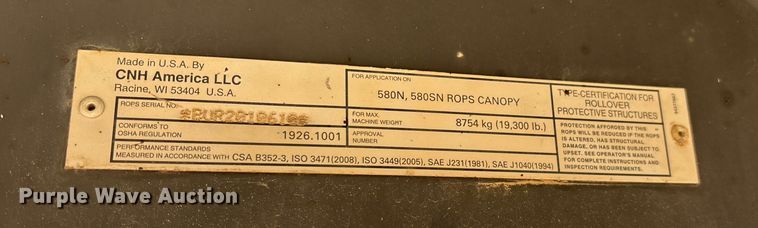 Made in U.S.A. By
CNH America LLC
Racine, WI 53404 U.S.A.
ROPS SERIAL NO.
CONFORMS TO
OSHA REGULATION 1926.1001
PERFORMANCE STANDARDS
MEASURED IN ACCORDANCE WITH CSA B352-3, ISO 3471(2008), ISO 3449(2005), SAE J231(1981), SAE J1040(1994)
FOR APPLICATION ON
580N, 580SN ROPS CANOPY
FOR MAX.
MACHINE WEIGHT 8754 kg (19,300 lb.)
APPROVAL
NUMBER
TYPE-CERTIFICATION FOR
ROLLOVER
PROTECTIVE STRUCTURES
PROTECTION AFFORDED BY THIS
ROPS WILL BE REDUCED IF THE ROPS
IS ALTERED, HAS STRUCTURAL
DAMAGE, OR HAS BEEN SUBJECT TO
UPSET. SEE OPERATOR'S MANUAL
FOR COMPLETE INSTRUCTIONS AND
INSPECTION REQUIREMENTS.
Purple Wave Auction